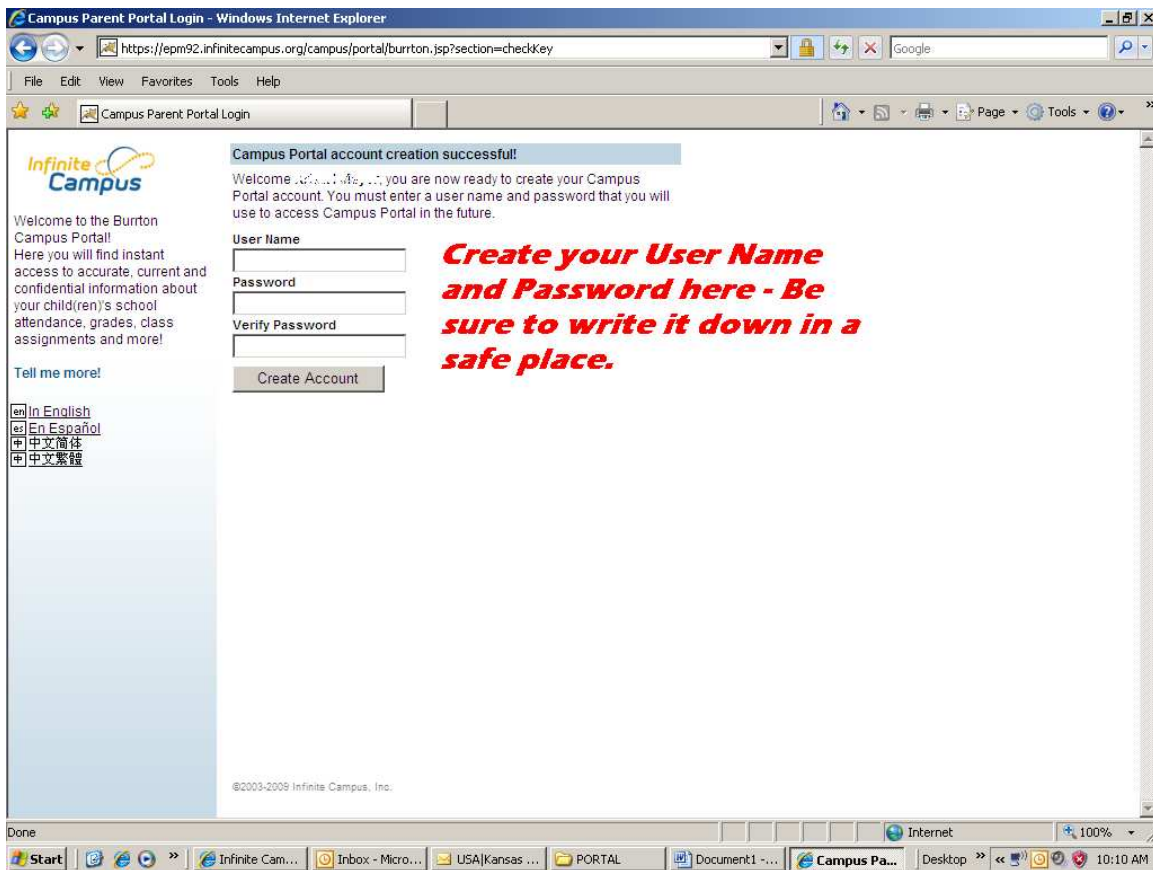 Campus Parent Portal Login - Windows Internet Explorer
https://epm92.infinitecampus.org/campus/portal/burrton.jsp?section=checkKey
Google
File Edit View Favorites Tools Help
Campus Parent Portal Login
Page Tools
Infinite
Campus
Welcome to the Burrton
Campus Portal!
Here you will find instant
access to accurate, current and
confidential information about
your child(ren)'s school
attendance, grades, class
assignments and more!
Tell me more!
en In English
es En Español
中 中文简体
中 中文繁體
Campus Portal account creation successful!
Welcome , you are now ready to create your Campus
Portal account. You must enter a user name and password that you will
use to access Campus Portal in the future.
User Name
Password
Verify Password
Create Account
Create your User Name
and Password here - Be
sure to write it down in a
safe place.
©2003-2009 Infinite Campus, Inc.
Done Internet 100%
Start » Infinite Cam... Inbox - Micro... USA|Kansas ... PORTAL Document1 -... Campus Pa... Desktop » « 10:10 AM